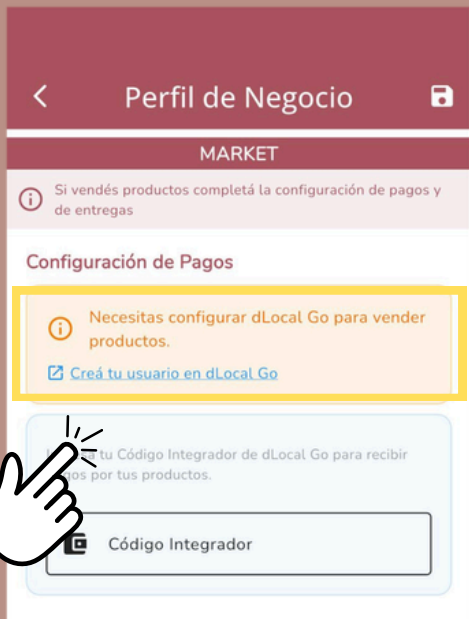 Perfil de Negocio
MARKET
Si vendés productos completá la configuración de pagos y
de entregas
Configuración de Pagos
Necesitas configurar dLocal Go para vender
productos.
Creá tu usuario en dLocal Go
tu Código Integrador de dLocal Go para recibir
por tus productos.
Código Integrador